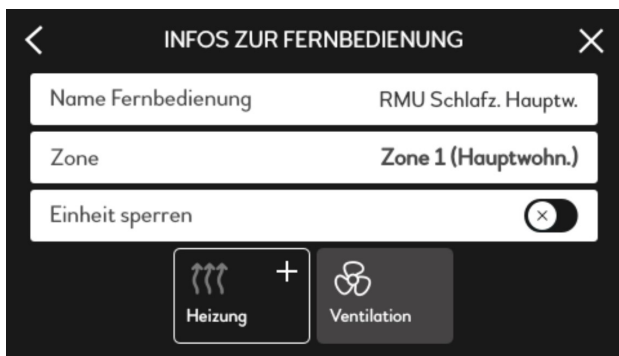 INFOS ZUR FERNBEDIENUNG
Name Fernbedienung RMU Schlafz. Hauptw.
Zone Zone 1 (Hauptwohn.)
Einheit sperren
Heizung Ventilation